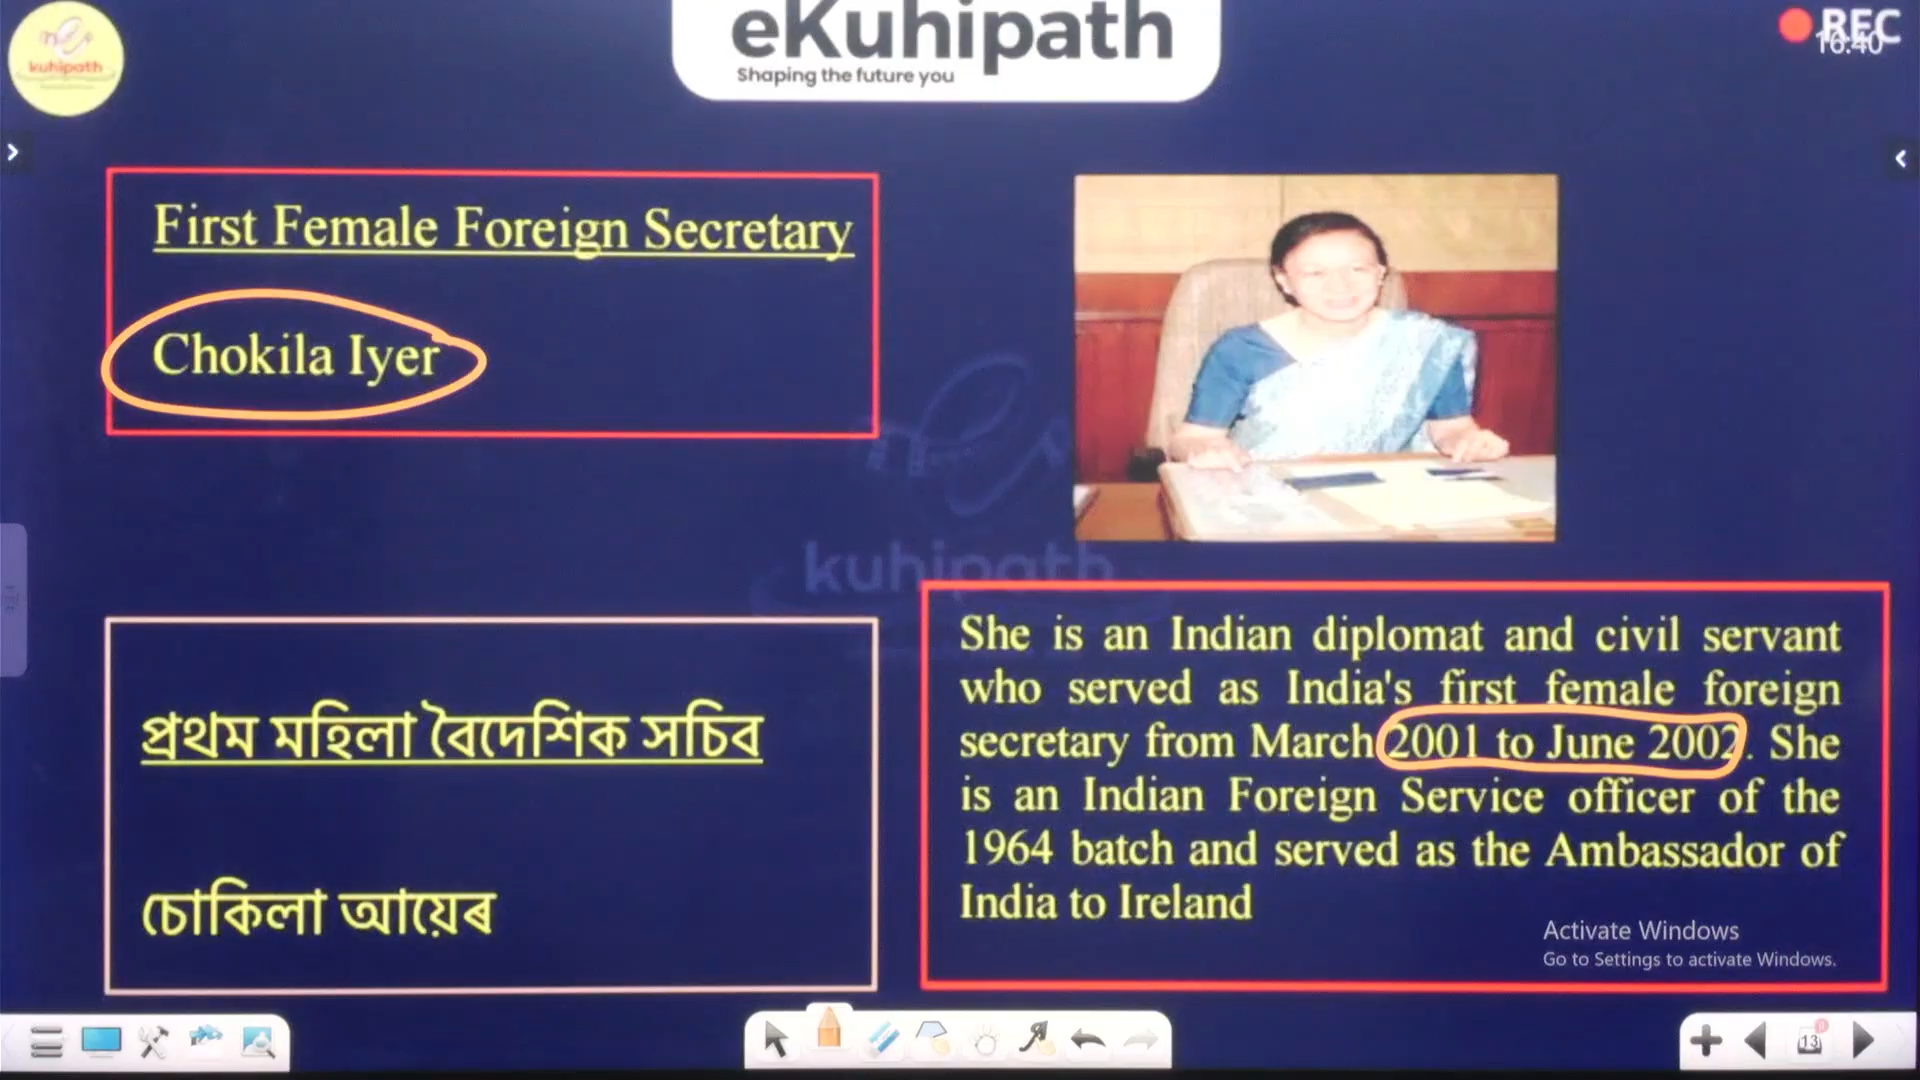 kuhipath
eKuhipath
Shaping the future you
REC
16:40
First Female Foreign Secretary
Chokila Iyer
kuhipath
প্ৰথম মহিলা বৈদেশিক সচিব
চোকিলা আয়েৰ
She is an Indian diplomat and civil servant
who served as India's first female foreign
secretary from March 2001 to June 2002. She
is an Indian Foreign Service officer of the
1964 batch and served as the Ambassador of
India to Ireland
Activate Windows
Go to Settings to activate Windows.
13